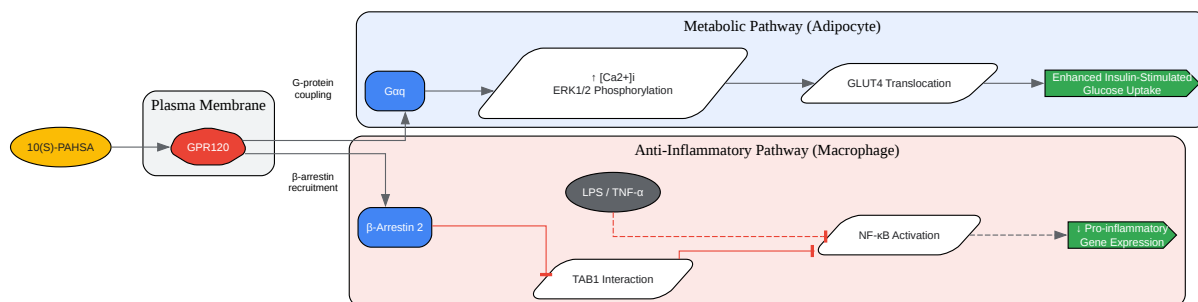 Metabolic Pathway (Adipocyte)
G-protein
coupling
Gαq
↑ [Ca2+]i
ERK1/2 Phosphorylation
GLUT4 Translocation
Enhanced Insulin-Stimulated
Glucose Uptake
Plasma Membrane
10(S)-PAHSA
GPR120
Anti-Inflammatory Pathway (Macrophage)
β-arrestin
recruitment
LPS / TNF-α
β-Arrestin 2
NF-κB Activation
↓ Pro-inflammatory
Gene Expression
TAB1 Interaction